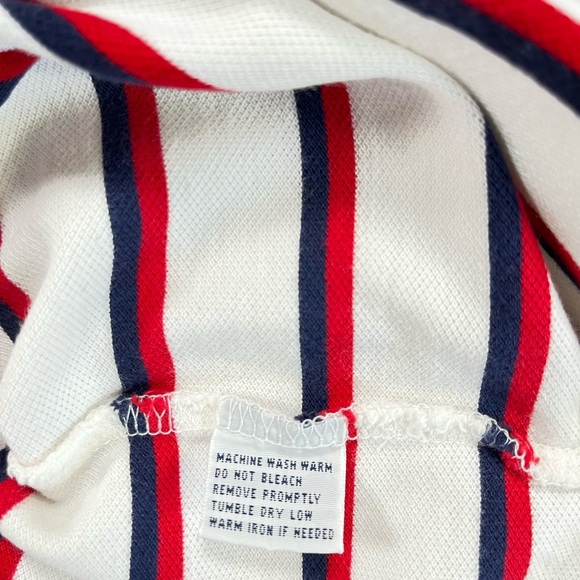 MACHINE WASH WARM
DO NOT BLEACH
REMOVE PROMPTLY
TUMBLE DRY LOW
WARM IRON IF NEEDED